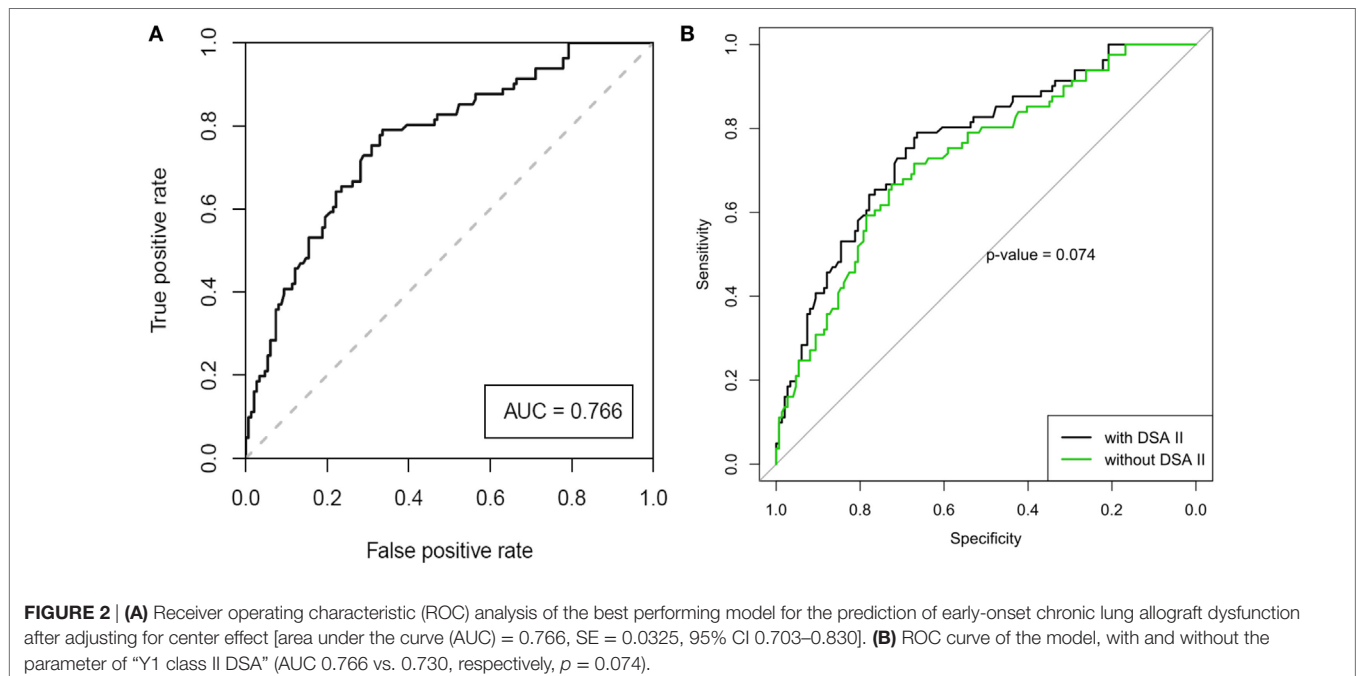 A
1.0
0.8
0.6
0.4
0.2
0.0
True positive rate
AUC = 0.766
0.0 0.2 0.4 0.6 0.8 1.0
False positive rate
B
1.0
0.8
0.6
0.4
0.2
0.0
Sensitivity
p-value = 0.074
with DSA II
without DSA II
1.0 0.8 0.6 0.4 0.2 0.0
Specificity
FIGURE 2 | (A) Receiver operating characteristic (ROC) analysis of the best performing model for the prediction of early-onset chronic lung allograft dysfunction
after adjusting for center effect [area under the curve (AUC) = 0.766, SE = 0.0325, 95% CI 0.703–0.830]. (B) ROC curve of the model, with and without the
parameter of “Y1 class II DSA” (AUC 0.766 vs. 0.730, respectively, p = 0.074).